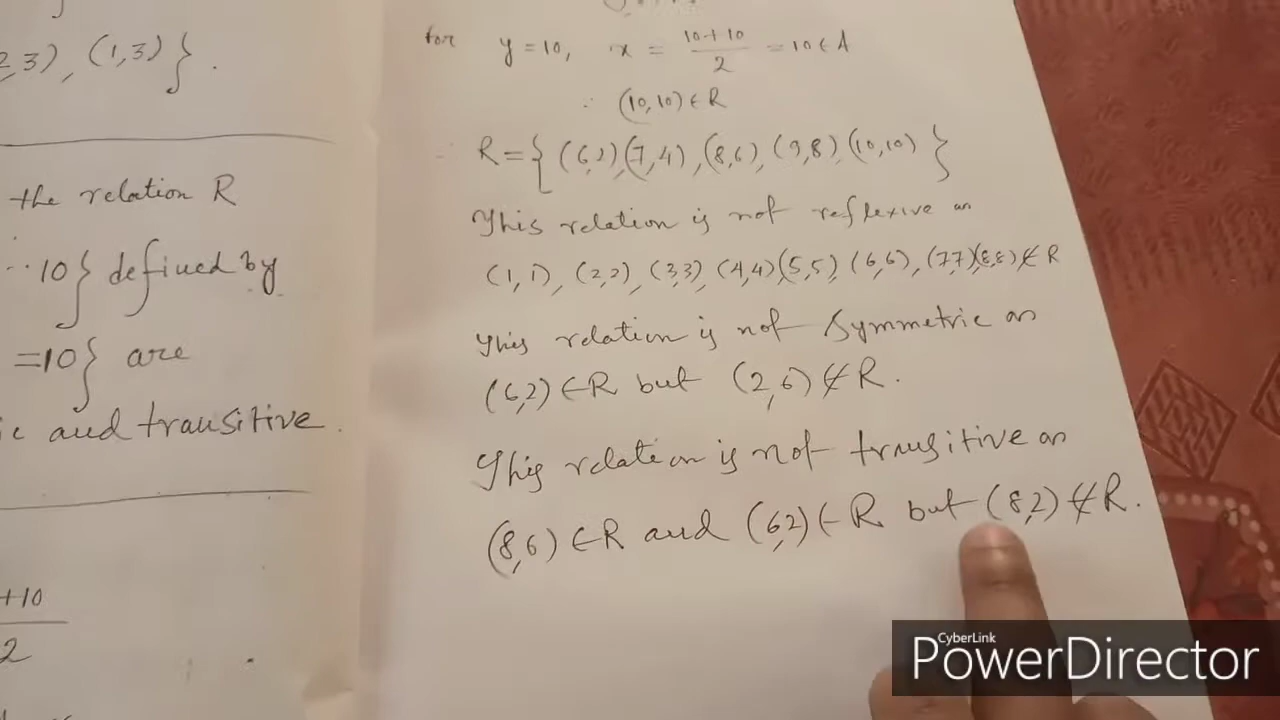 2,3), (1,3)}.
the relation R
..10} defined by
=10} are
ic and transitive.
+10
2
for y=10, x = 10+10 / 2 = 10 ∈ A
∴ (10,10) ∈ R
R = { (6,2) (7,4), (8,6), (9,8), (10,10) }
This relation is not reflexive as
(1,1), (2,2), (3,3), (4,4) (5,5) (6,6), (7,7) (8,8) ∉ R
This relation is not symmetric as
(6,2) ∈ R but (2,6) ∉ R.
This relation is not transitive as
(8,6) ∈ R and (6,2) ∈ R but (8,2) ∉ R.
CyberLink
PowerDirector